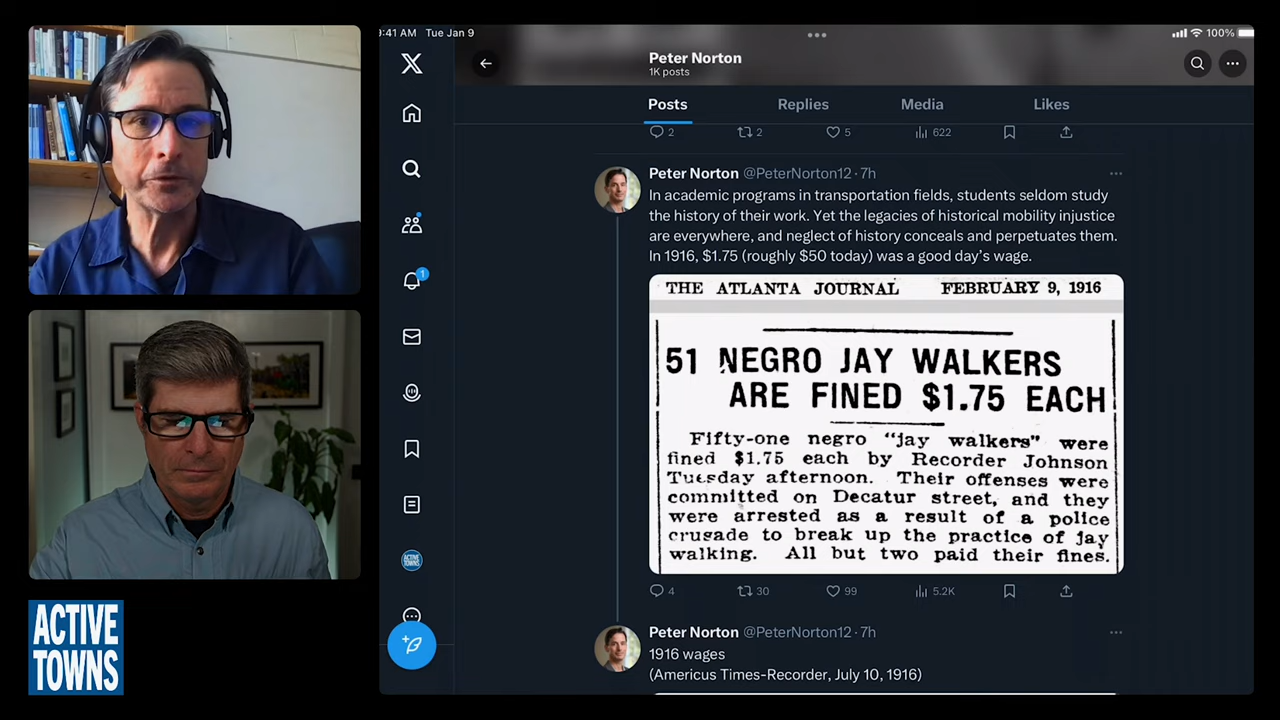 :41 AM Tue Jan 9
100%
Peter Norton
1K posts
Posts
Replies
Media
Likes
2
2
5
622
Peter Norton @PeterNorton12 · 7h
In academic programs in transportation fields, students seldom study
the history of their work. Yet the legacies of historical mobility injustice
are everywhere, and neglect of history conceals and perpetuates them.
In 1916, $1.75 (roughly $50 today) was a good day's wage.
THE ATLANTA JOURNAL FEBRUARY 9, 1916
51 NEGRO JAY WALKERS
ARE FINED $1.75 EACH
Fifty-one negro "jay walkers" were
fined $1.75 each by Recorder Johnson
Tuesday afternoon. Their offenses were
committed on Decatur street, and they
were arrested as a result of a police
crusade to break up the practice of jay
walking. All but two paid their fines.
4
30
99
5.2K
Peter Norton @PeterNorton12 · 7h
1916 wages
(Americus Times-Recorder, July 10, 1916)
1
ACTIVE
TOWNS
ACTIVE
TOWNS